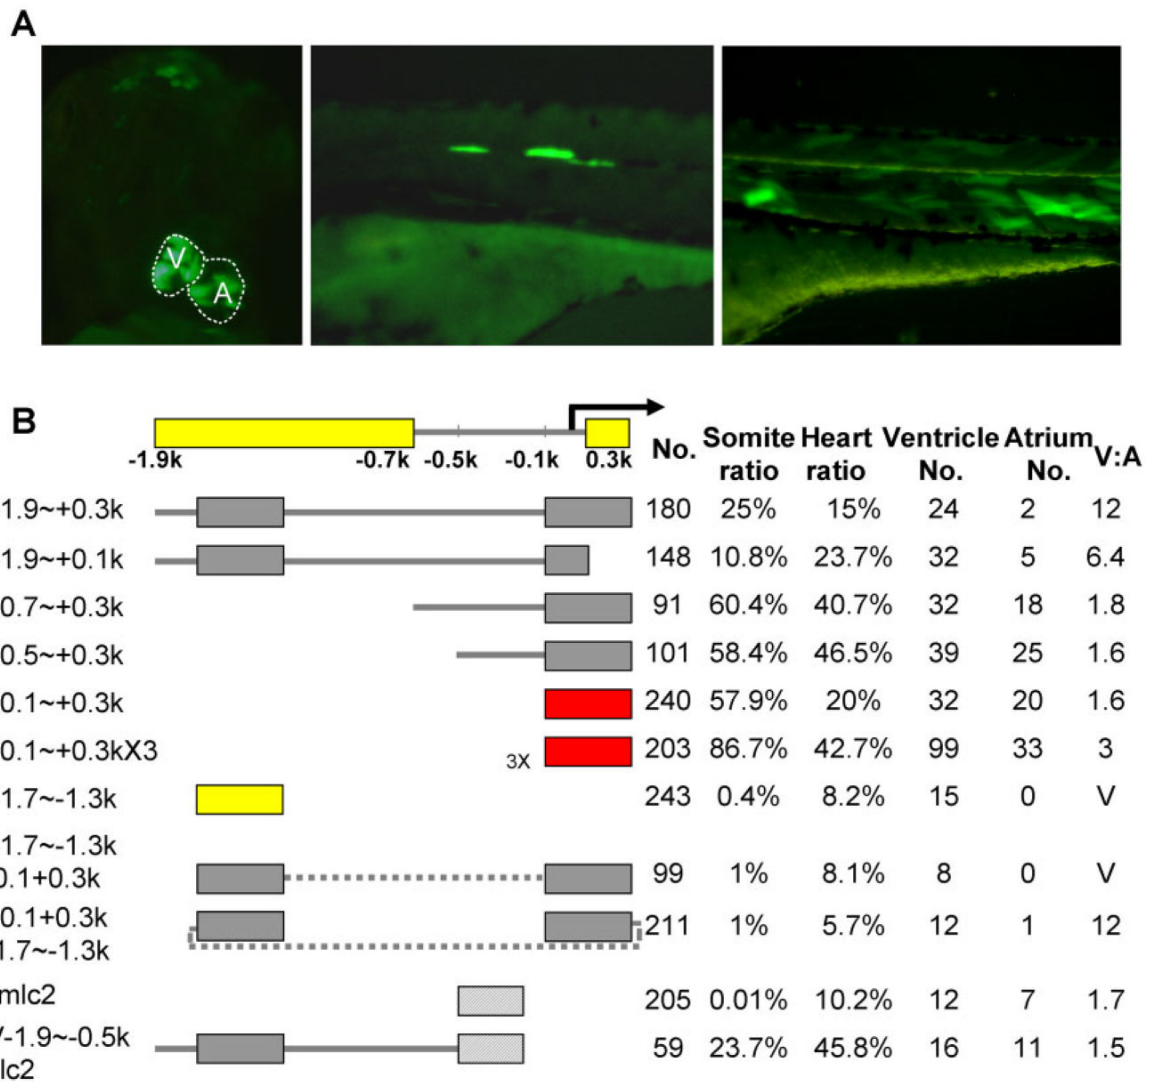 A
V
A
B
-1.9k -0.7k -0.5k -0.1k 0.3k
No. Somite ratio Heart ratio Ventricle No. Atrium No. V:A
1.9~+0.3k 180 25% 15% 24 2 12
1.9~+0.1k 148 10.8% 23.7% 32 5 6.4
0.7~+0.3k 91 60.4% 40.7% 32 18 1.8
0.5~+0.3k 101 58.4% 46.5% 39 25 1.6
0.1~+0.3k 240 57.9% 20% 32 20 1.6
0.1~+0.3kX3 3X 203 86.7% 42.7% 99 33 3
1.7~-1.3k 243 0.4% 8.2% 15 0 V
1.7~-1.3k
0.1+0.3k 99 1% 8.1% 8 0 V
0.1+0.3k 211 1% 5.7% 12 1 12
1.7~-1.3k
mlc2 205 0.01% 10.2% 12 7 1.7
-1.9~-0.5k 59 23.7% 45.8% 16 11 1.5
lc2